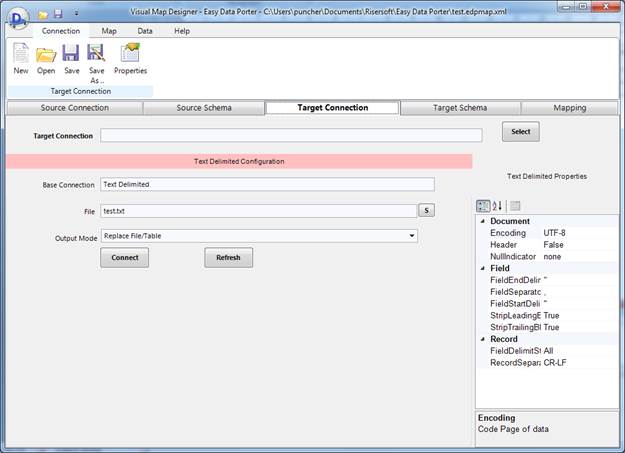 Visual Map Designer - Easy Data Porter - C:\Users\puncher\Documents\Risersoft\Easy Data Porter\test.edpmap.xml
Connection Map Data Help
New Open Save Save As .. Properties
Target Connection
Source Connection Source Schema Target Connection Target Schema Mapping
Target Connection Select
Text Delimited Configuration
Text Delimited Properties
Base Connection Text Delimited
File test.txt S
Output Mode Replace File/Table
Connect Refresh
Document
Encoding UTF-8
Header False
NullIndicator none
Field
FieldEndDelir "
FieldSeparatc ,
FieldStartDeli "
StripLeadingE True
StripTrailingBl True
Record
FieldDelimitSt All
RecordSepara CR-LF
Encoding
Code Page of data